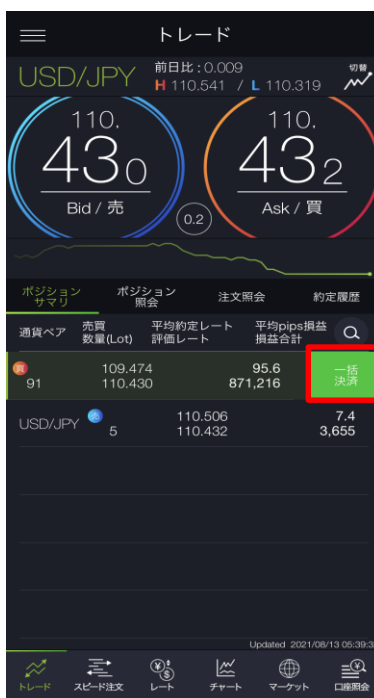 トレード
USD/JPY
前日比：0.009
H 110.541 / L 110.319
切替
110.
430
Bid / 売
0.2
110.
432
Ask / 買
ポジション
サマリ
ポジション
照会
注文照会
約定履歴
通貨ペア
売買
数量(Lot)
平均約定レート
評価レート
平均pips損益
損益合計
買
91
109.474
110.430
95.6
871,216
一括
決済
USD/JPY
売
5
110.506
110.432
7.4
3,655
Updated 2021/08/13 05:39:3
トレード
スピード注文
レート
チャート
マーケット
口座照会